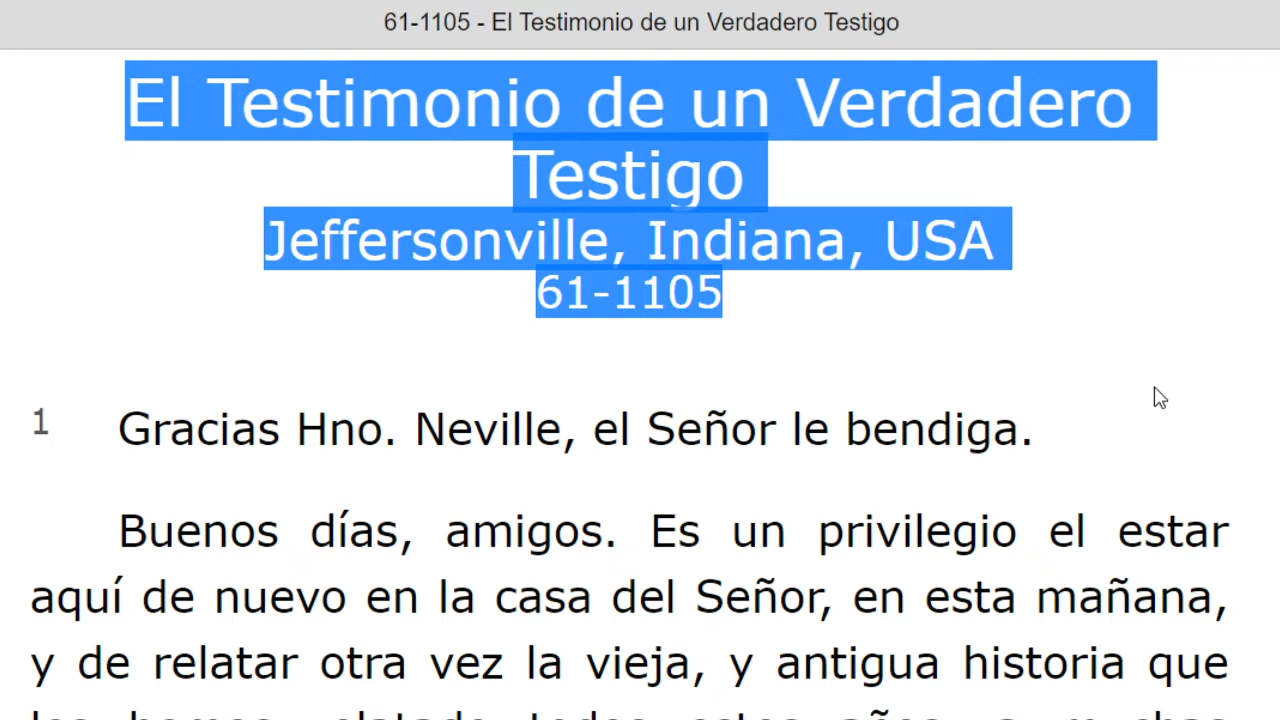 61-1105 - El Testimonio de un Verdadero Testigo
El Testimonio de un Verdadero
Testigo
Jeffersonville, Indiana, USA
61-1105
1 Gracias Hno. Neville, el Señor le bendiga.
Buenos días, amigos. Es un privilegio el estar
aquí de nuevo en la casa del Señor, en esta mañana,
y de relatar otra vez la vieja, y antigua historia que